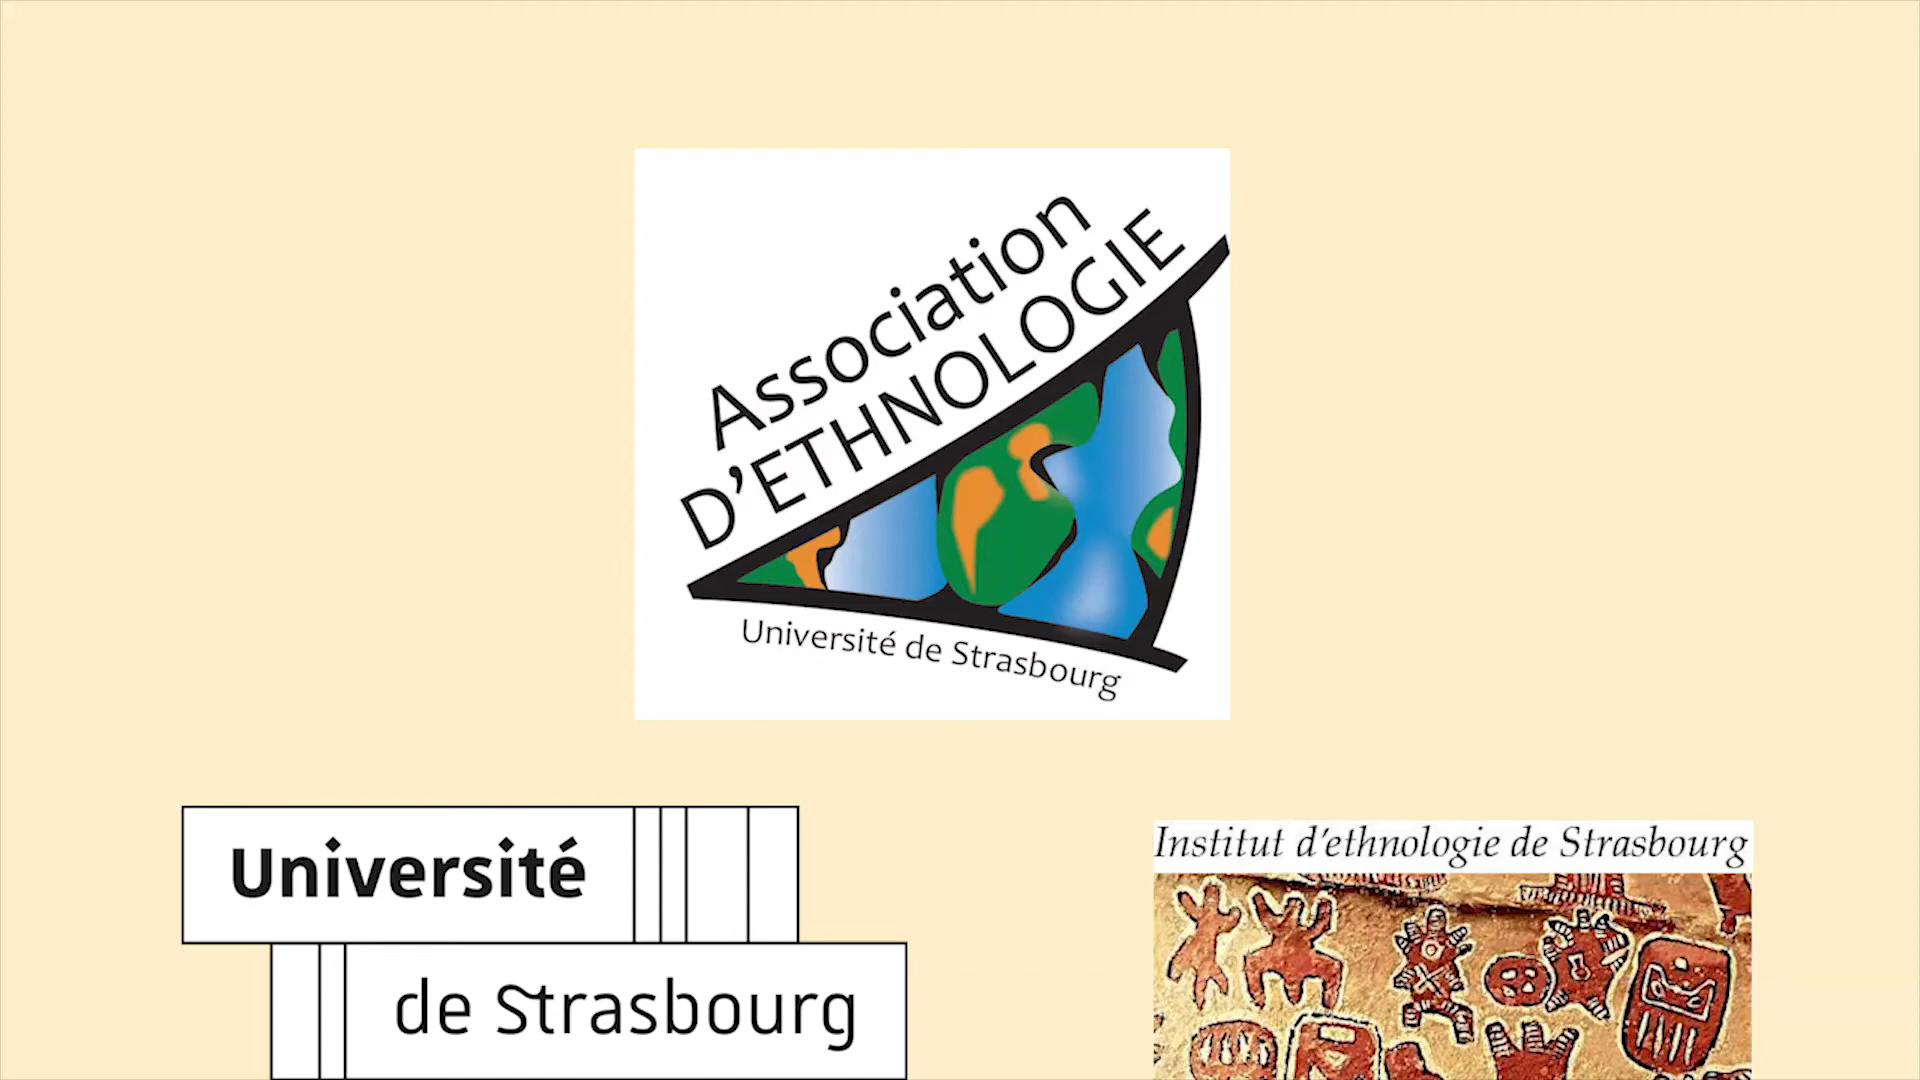 Association
D'ETHNOLOGIE
Université de Strasbourg
Université
de Strasbourg
Institut d'ethnologie de Strasbourg